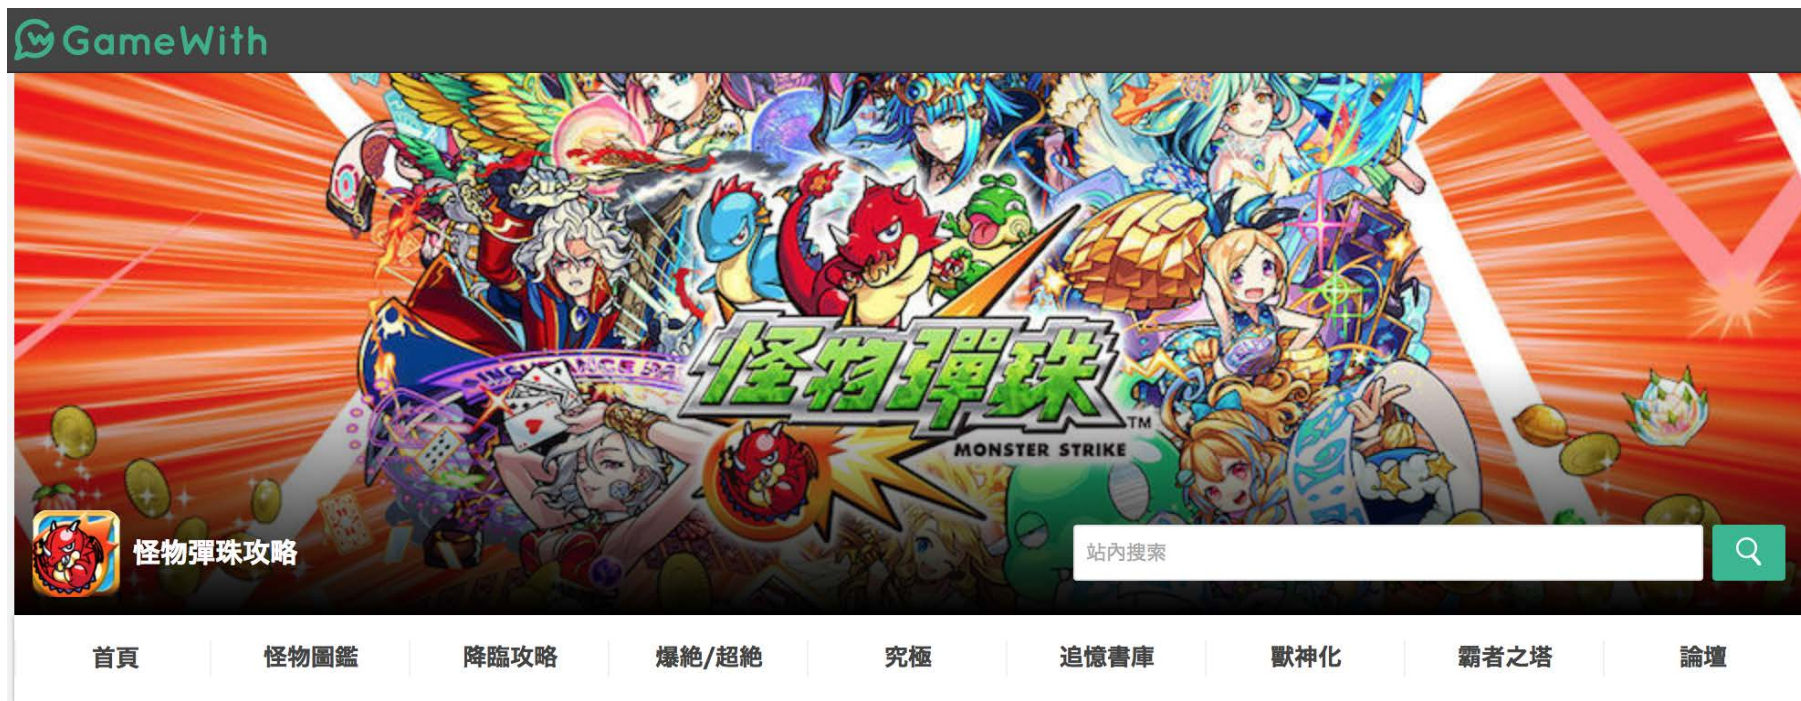 GameWith
怪物彈珠
TM
MONSTER STRIKE
怪物彈珠攻略
站內搜索
首頁
怪物圖鑑
降臨攻略
爆絶/超絶
究極
追憶書庫
獸神化
霸者之塔
論壇